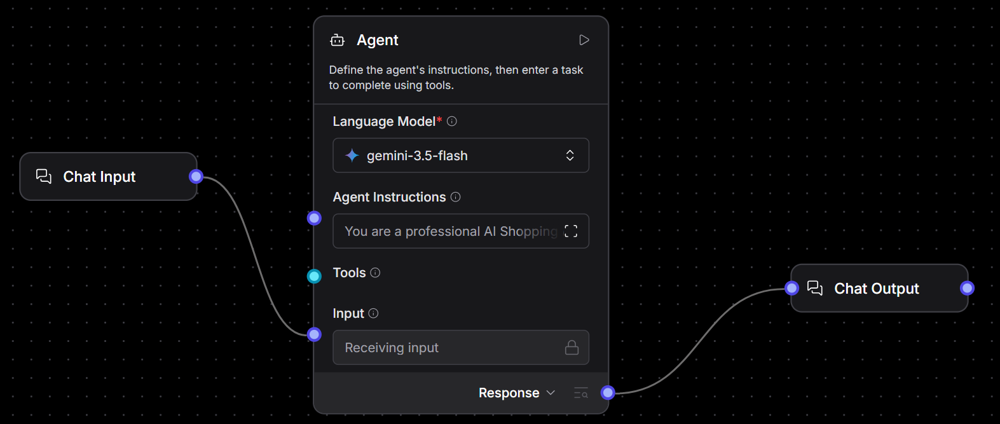 Agent
Define the agent's instructions, then enter a task
to complete using tools.
Language Model*
gemini-3.5-flash
Chat Input
Agent Instructions
You are a professional AI Shopping
Tools
Chat Output
Input
Receiving input
Response